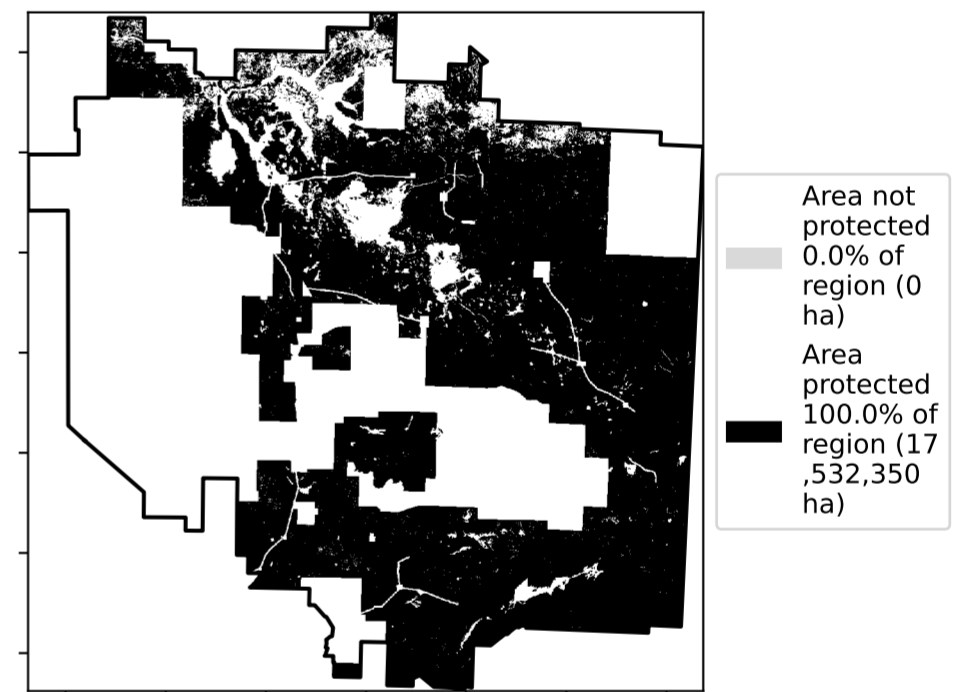 Area not
protected
0.0% of
region (0
ha)
Area
protected
100.0% of
region (17
,532,350
ha)